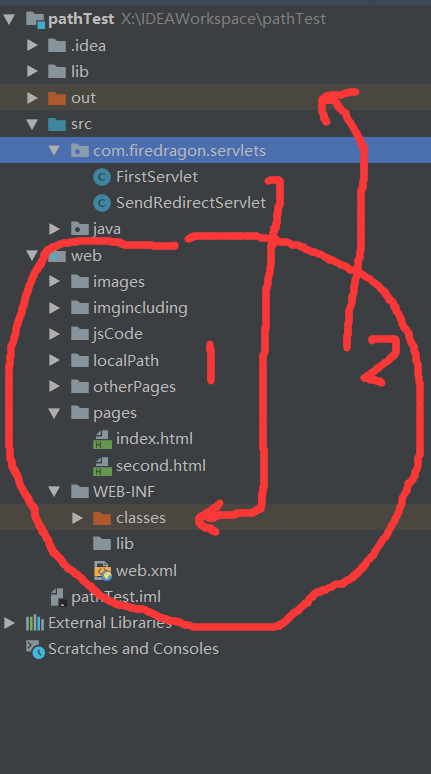 pathTest X:\IDEAWorkspace\pathTest
.idea
lib
out
src
com.firedragon.servlets
FirstServlet
SendRedirectServlet
java
web
images
imgincluding
jsCode
localPath
otherPages
1
2
pages
index.html
second.html
WEB-INF
classes
lib
web.xml
pathTest.iml
External Libraries
Scratches and Consoles